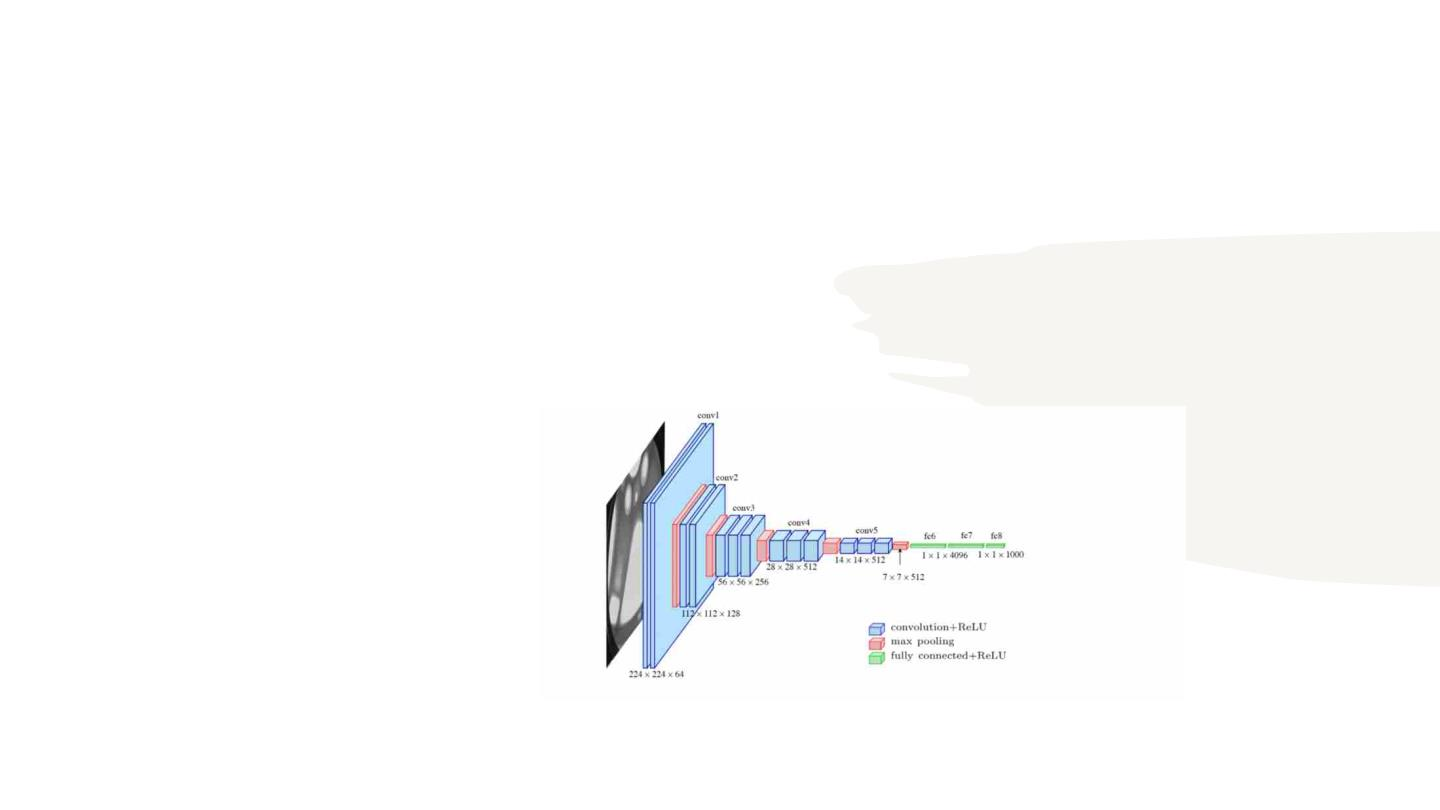 conv1
conv2
conv3
conv4
conv5
fc6
fc7
fc8
1 × 1 × 4096
1 × 1 × 1000
14 × 14 × 512
28 × 28 × 512
7 × 7 × 512
56 × 56 × 256
112 × 112 × 128
224 × 224 × 64
convolution+ReLU
max pooling
fully connected+ReLU